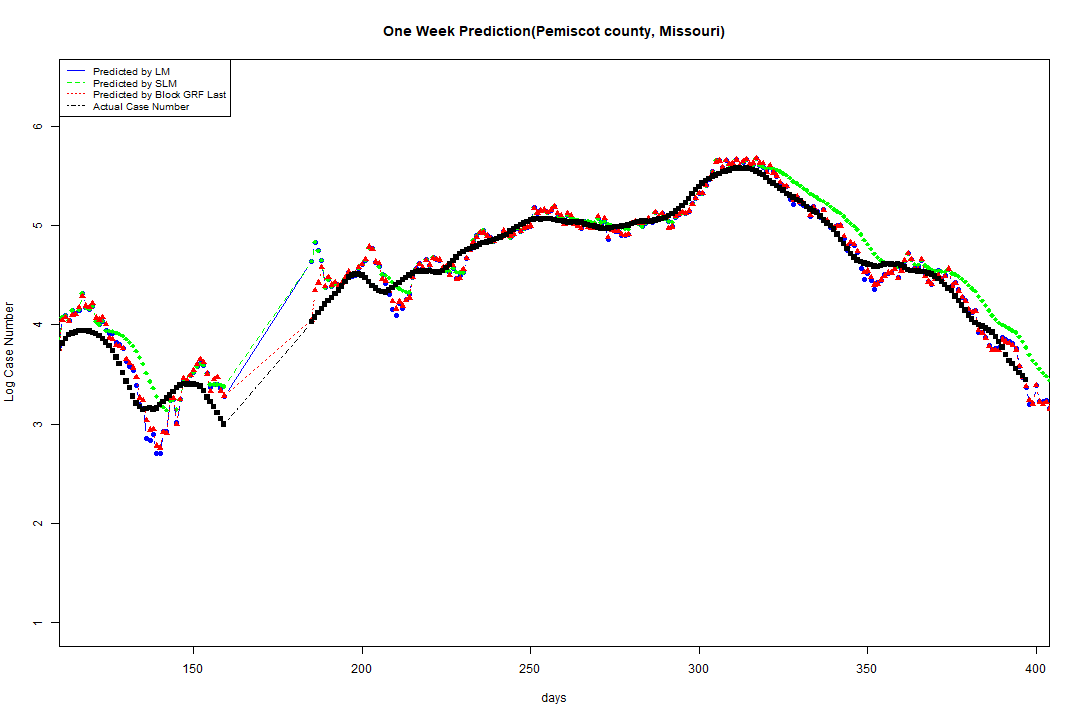 One Week Prediction(Pemiscot county, Missouri)
Predicted by LM
Predicted by SLM
Predicted by Block GRF Last
Actual Case Number
6
5
4
3
2
1
Log Case Number
150 200 250 300 350 400
days